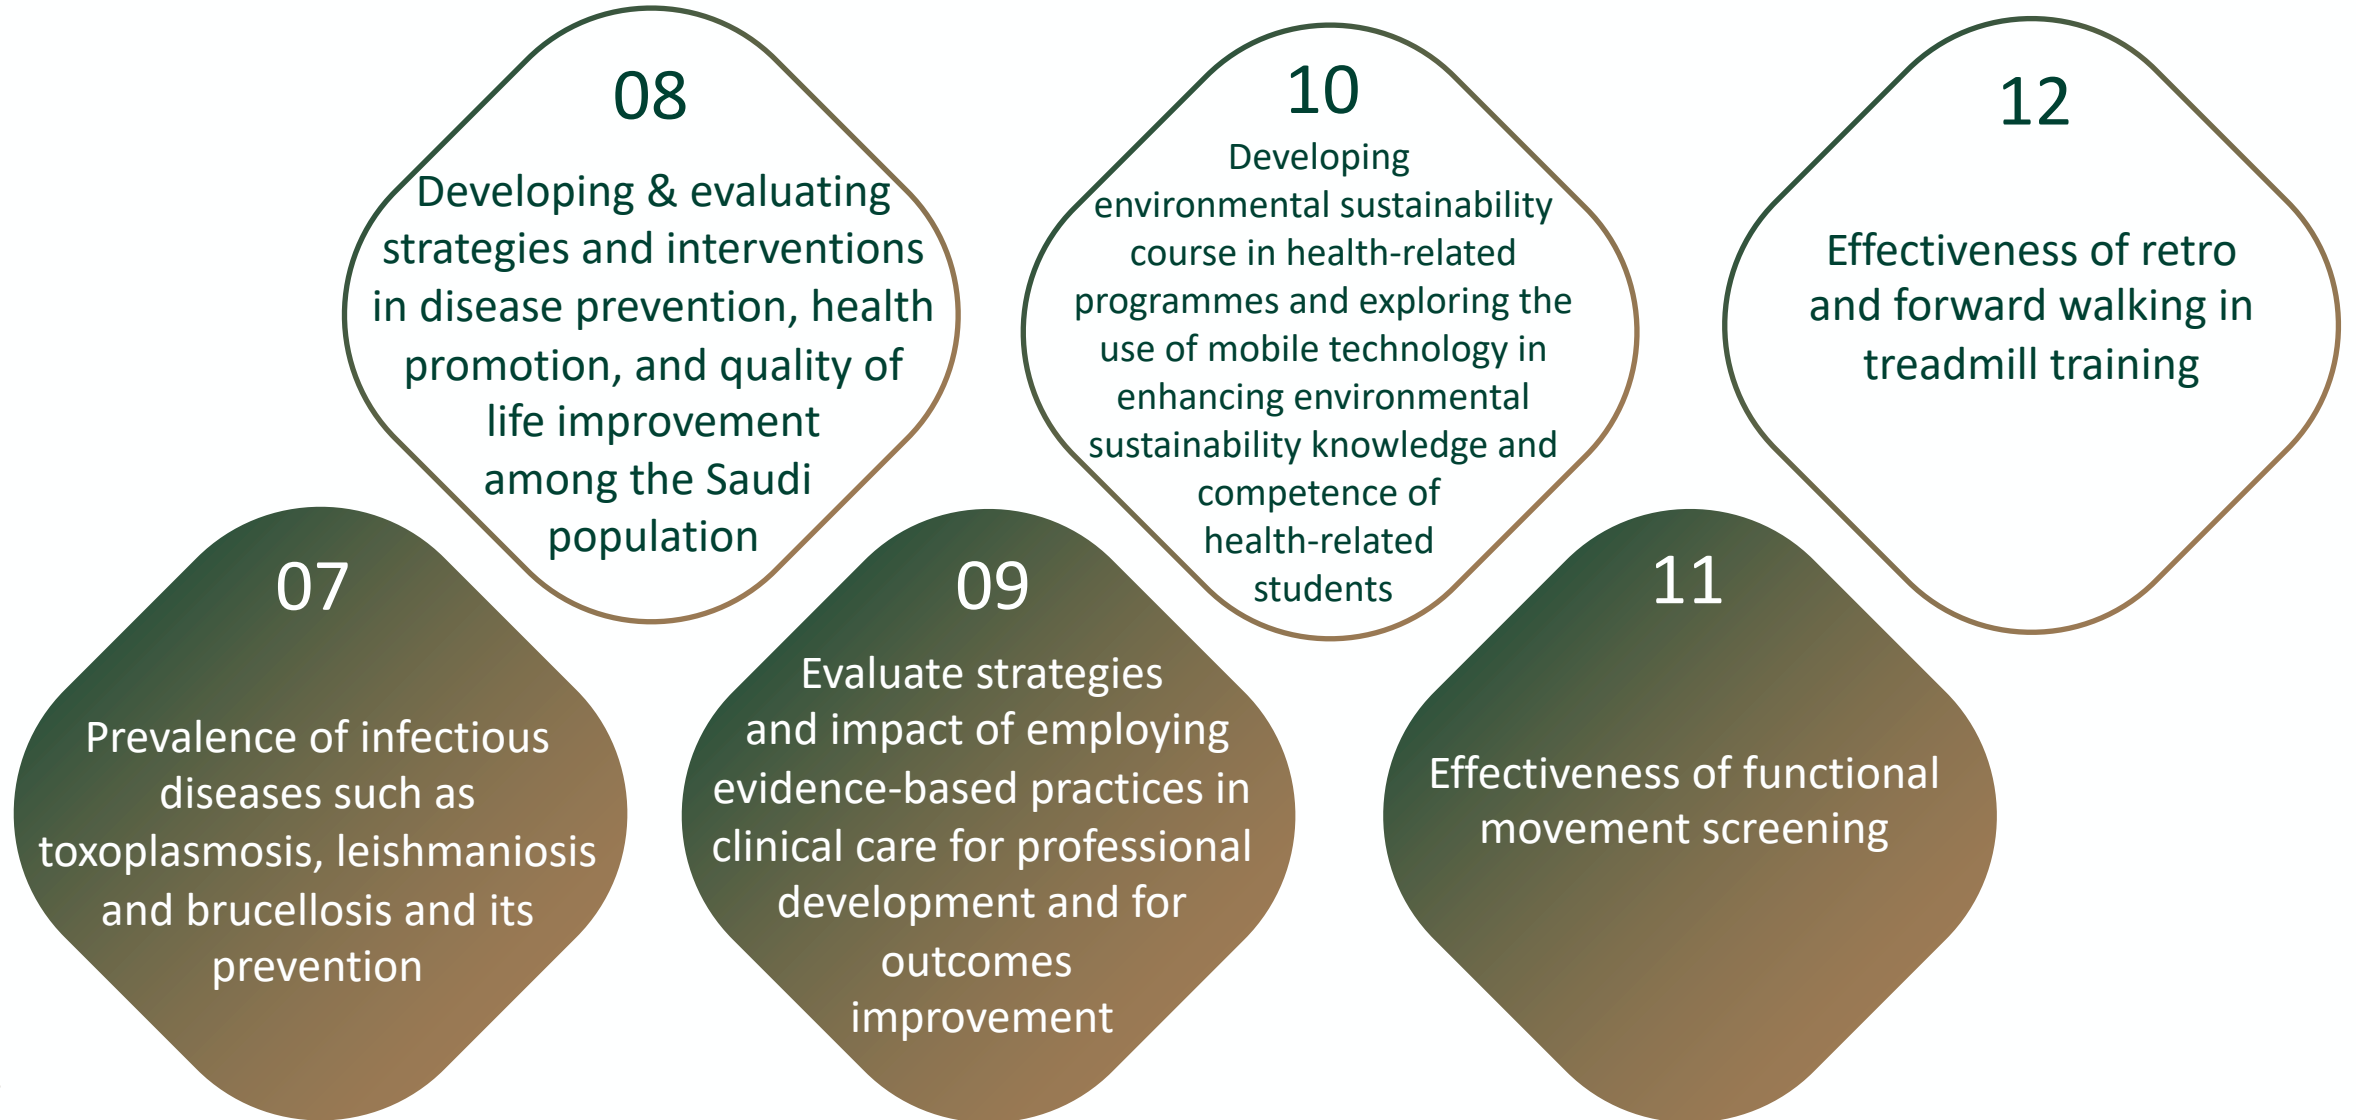 07
Prevalence of infectious
diseases such as
toxoplasmosis, leishmaniosis
and brucellosis and its
prevention
08
Developing & evaluating
strategies and interventions
in disease prevention, health
promotion, and quality of
life improvement
among the Saudi
population
09
Evaluate strategies
and impact of employing
evidence-based practices in
clinical care for professional
development and for
outcomes
improvement
10
Developing
environmental sustainability
course in health-related
programmes and exploring the
use of mobile technology in
enhancing environmental
sustainability knowledge and
competence of
health-related
students
11
Effectiveness of functional
movement screening
12
Effectiveness of retro
and forward walking in
treadmill training